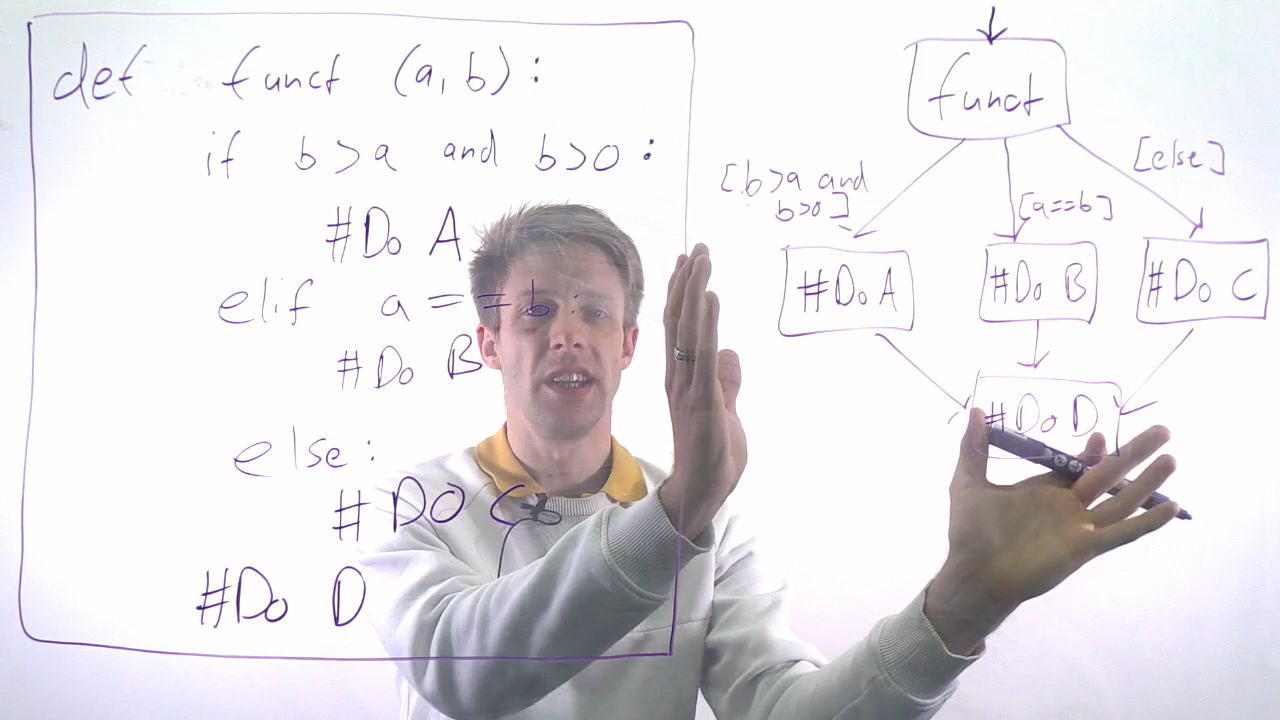 def funct (a, b):
if b>a and b>0:
#Do A
elif a == b:
#Do B
else:
#DO C
#Do D
funct
[b>a and
b>0]
[a==b]
[else]
#Do A
#Do B
#Do C
#Do D